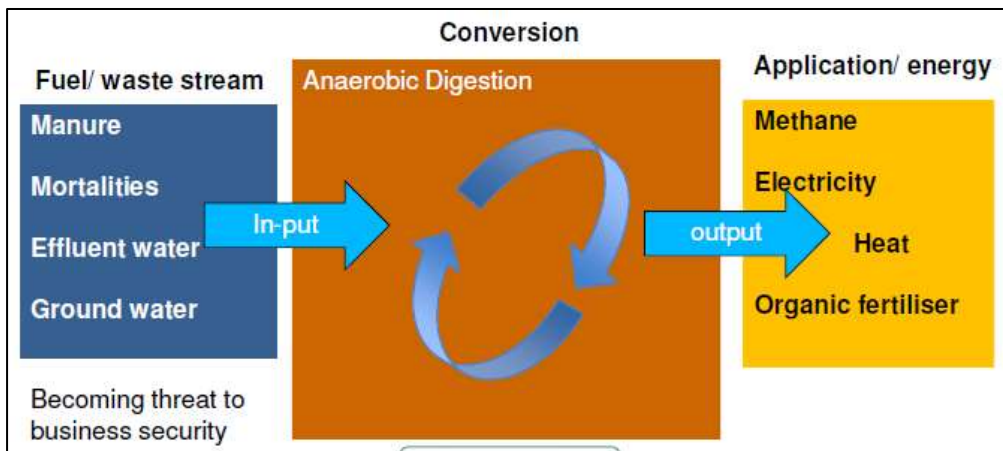 Conversion
Fuel/ waste stream
Anaerobic Digestion
Application/ energy
Manure
Mortalities
Effluent water
Ground water
In-put
output
Methane
Electricity
Heat
Organic fertiliser
Becoming threat to
business security